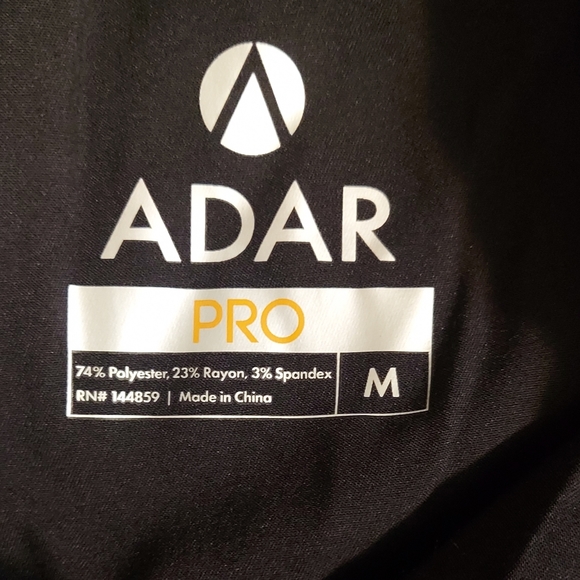 ADAR
PRO
74% Polyester, 23% Rayon, 3% Spandex
RN# 144859 | Made in China
M